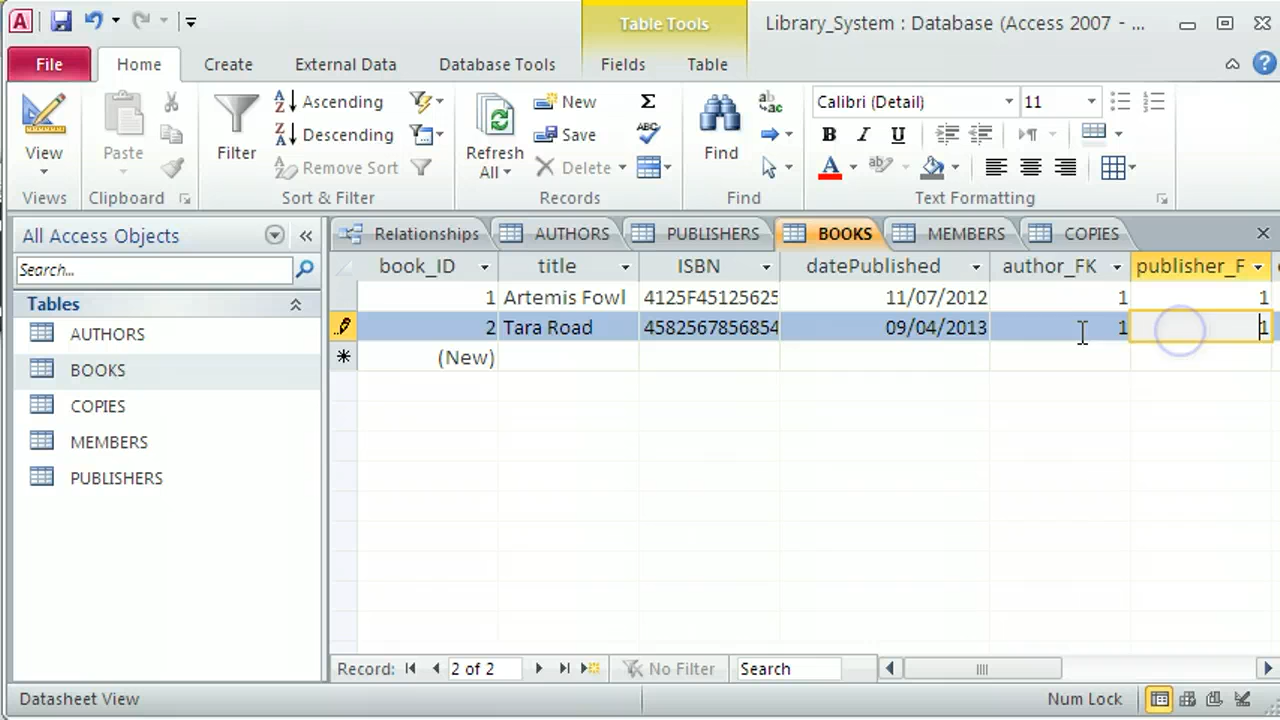 Table Tools
Library_System : Database (Access 2007 - ...
File Home Create External Data Database Tools Fields Table
View
Paste
Filter
Ascending
Descending
Remove Sort
Refresh All
New
Save
Delete
Find
Calibri (Detail) 11
B I U
A
Views Clipboard Sort & Filter Records Find Text Formatting
All Access Objects
Search...
Tables
AUTHORS
BOOKS
COPIES
MEMBERS
PUBLISHERS
Relationships AUTHORS PUBLISHERS BOOKS MEMBERS COPIES
book_ID title ISBN datePublished author_FK publisher_F
1 Artemis Fowl 4125F45125625 11/07/2012 1 1
2 Tara Road 4582567856854 09/04/2013 1 1
(New)
Record: 2 of 2 No Filter Search
Datasheet View Num Lock